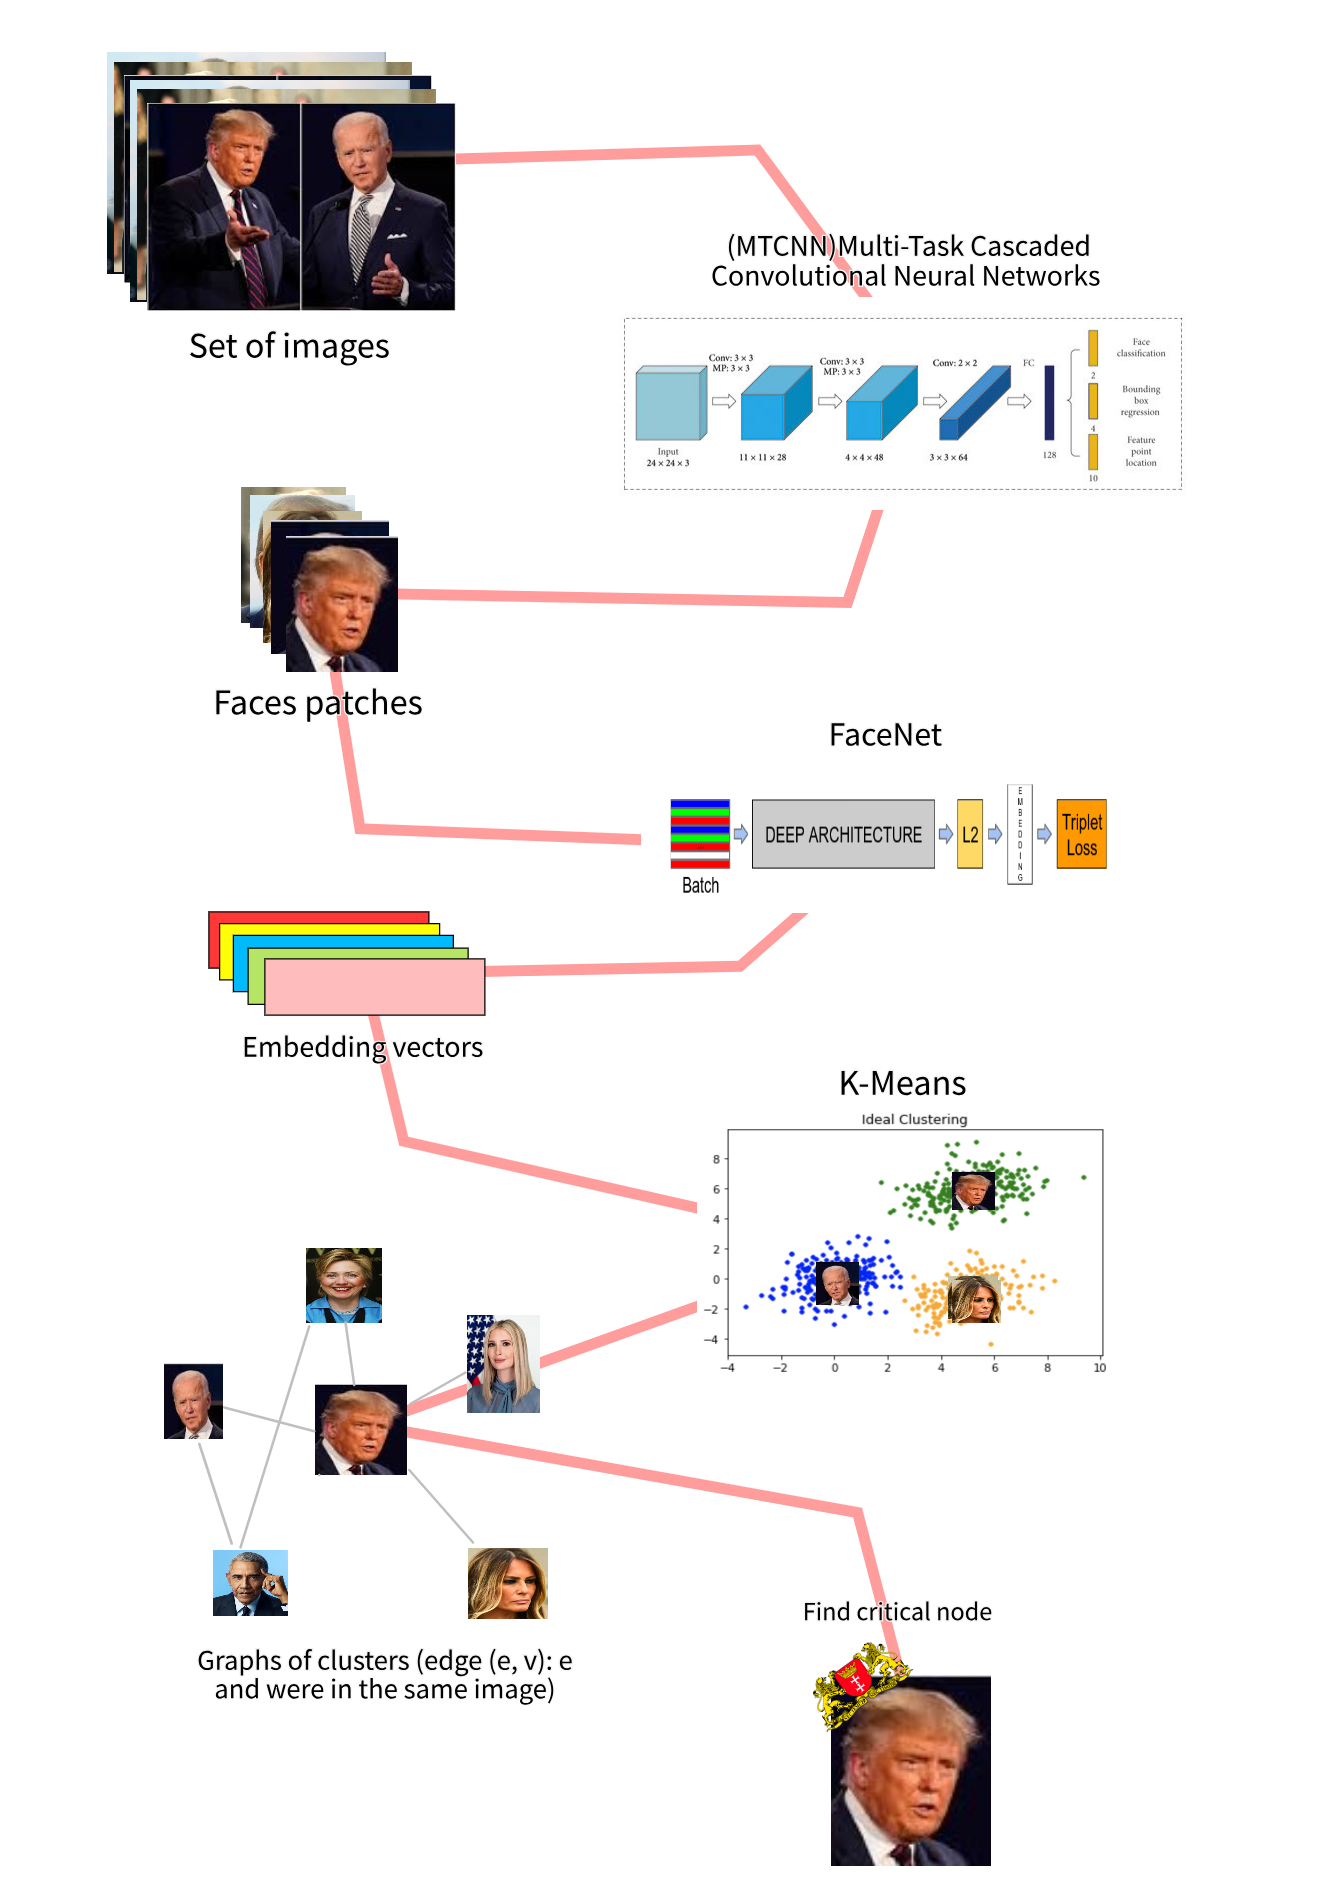 Set of images
(MTCNN)Multi-Task Cascaded
Convolutional Neural Networks
Conv: 3 × 3
MP: 3 × 3
Conv: 3 × 3
MP: 3 × 3
Conv: 2 × 2
FC
Face
classification
2
Bounding
box
regression
4
Feature
point
location
10
Input
24 × 24 × 3
11 × 11 × 28
4 × 4 × 48
3 × 3 × 64
128
Faces patches
FaceNet
Batch
DEEP ARCHITECTURE
L2
EMBEDDING
Triplet
Loss
Embedding vectors
K-Means
Ideal Clustering
8
6
4
2
0
−2
−4
−4 −2 0 2 4 6 8 10
Graphs of clusters (edge (e, v): e
and were in the same image)
Find critical node